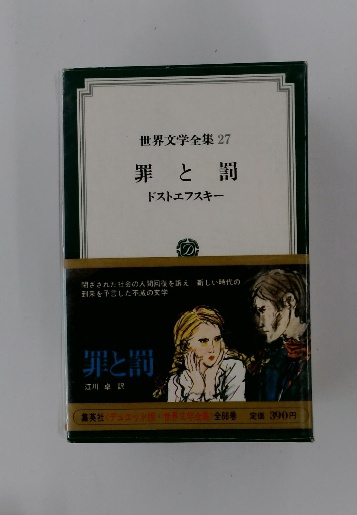 世界文学全集 27
罪と罰
ドストエフスキー
D
閉ざされた社会の人間回復を訴え 新しい時代の
到来を予言した不滅の文学
罪と罰
江川 卓 訳
集英社 デュエット版・世界文学全集 全66巻 定価 390円